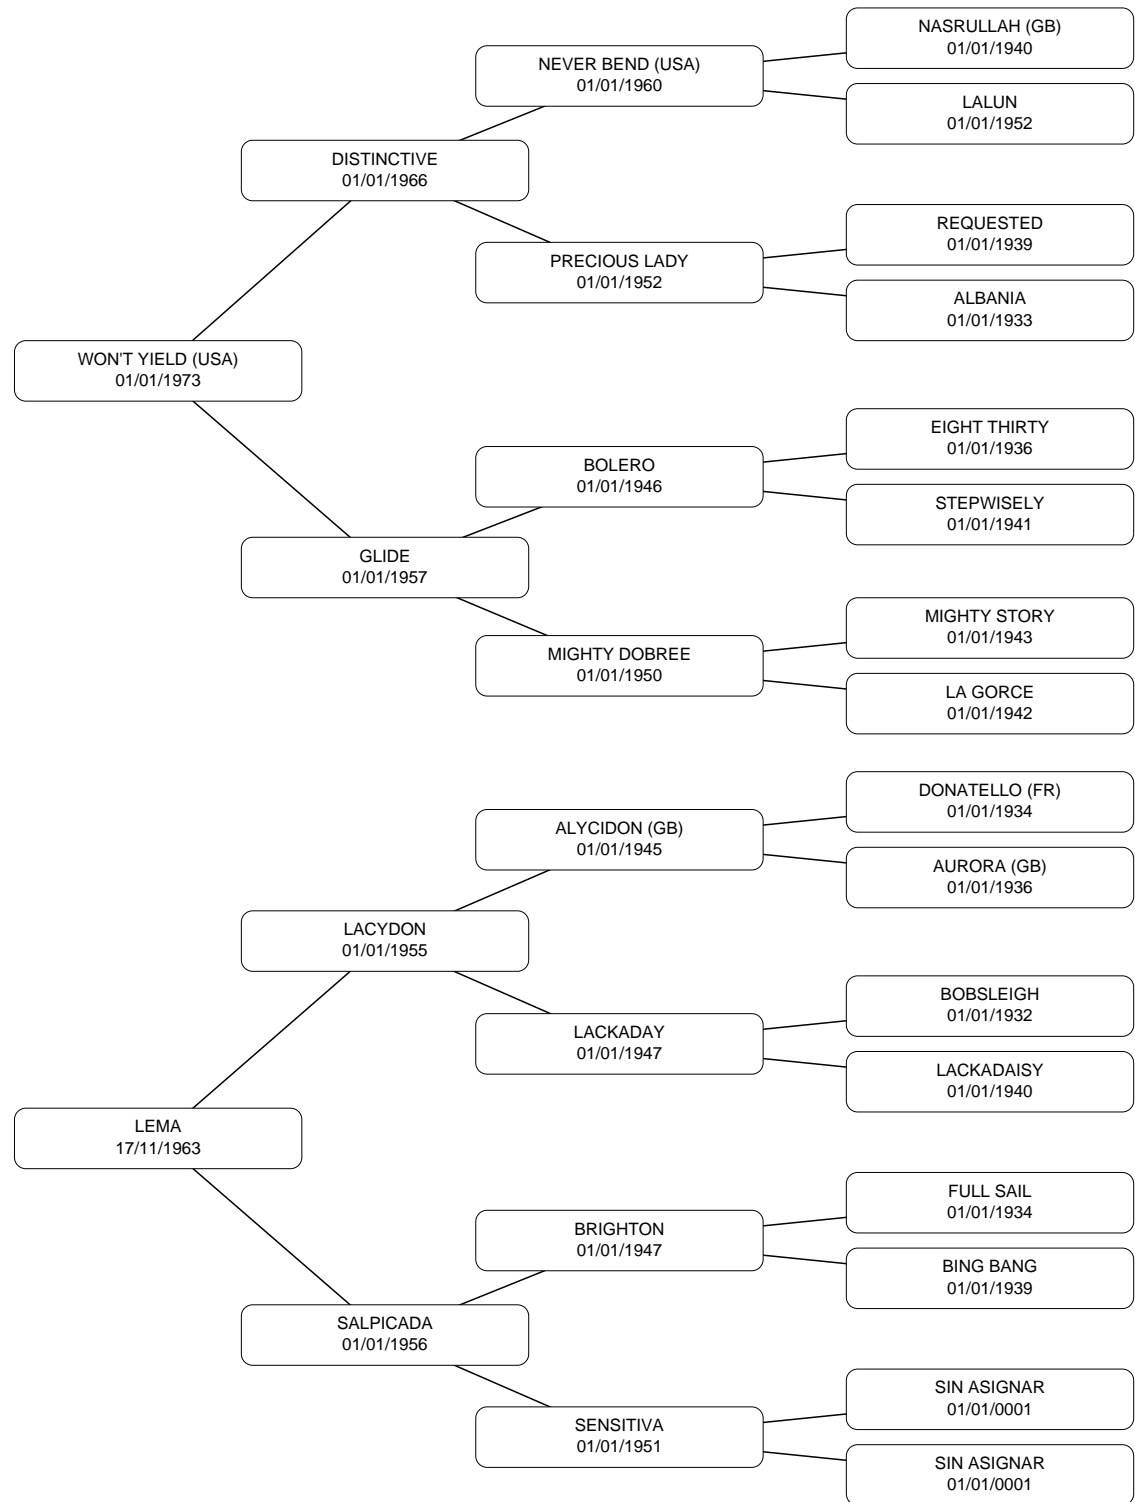 NASRULLAH (GB)
01/01/1940
NEVER BEND (USA)
01/01/1960
LALUN
01/01/1952
DISTINCTIVE
01/01/1966
REQUESTED
01/01/1939
PRECIOUS LADY
01/01/1952
ALBANIA
01/01/1933
WON'T YIELD (USA)
01/01/1973
EIGHT THIRTY
01/01/1936
BOLERO
01/01/1946
STEPWISELY
01/01/1941
GLIDE
01/01/1957
MIGHTY STORY
01/01/1943
MIGHTY DOBREE
01/01/1950
LA GORCE
01/01/1942
DONATELLO (FR)
01/01/1934
ALYCIDON (GB)
01/01/1945
AURORA (GB)
01/01/1936
LACYDON
01/01/1955
BOBSLEIGH
01/01/1932
LACKADAY
01/01/1947
LACKADAISY
01/01/1940
LEMA
17/11/1963
FULL SAIL
01/01/1934
BRIGHTON
01/01/1947
BING BANG
01/01/1939
SALPICADA
01/01/1956
SIN ASIGNAR
01/01/0001
SENSITIVA
01/01/1951
SIN ASIGNAR
01/01/0001